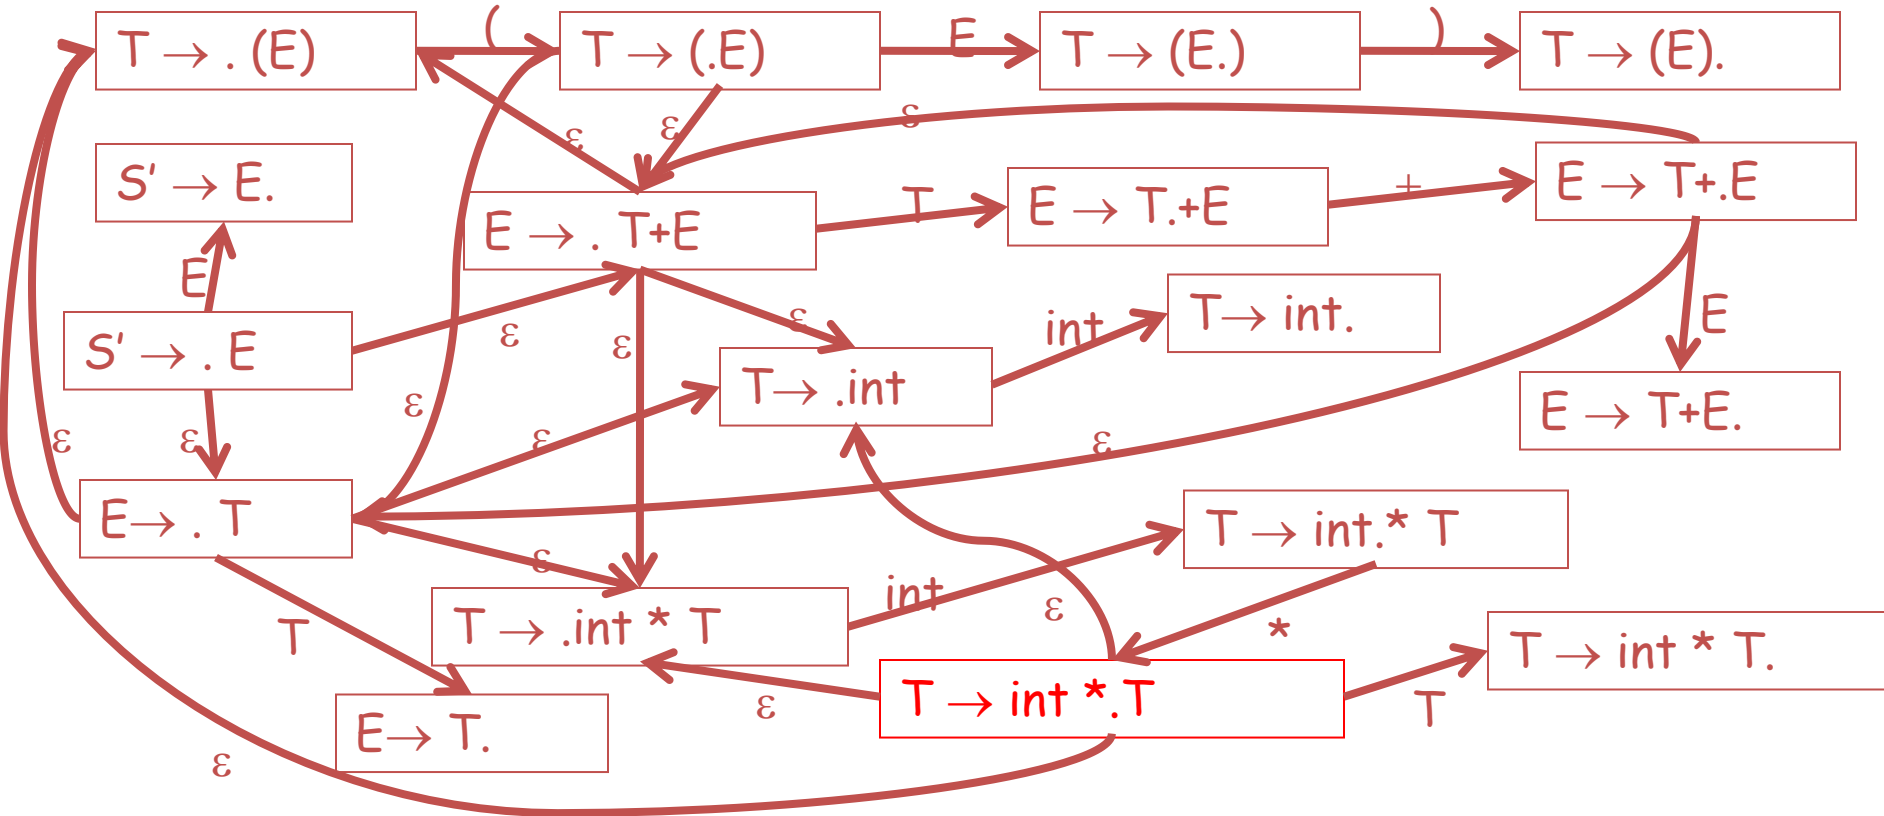 (
T → . (E)
T → (.E)
E
T → (E.)
)
T → (E).
ε
ε
ε
S' → E.
E → . T+E
T
E → T.+E
+
E → T+.E
E
S' → . E
ε
ε
ε
T→ .int
int
T→ int.
E
E → T+E.
ε
ε
ε
ε
ε
E→ . T
T → int.* T
ε
T
T → .int * T
int
ε
*
T → int * T.
E→ T.
ε
T → int *.T
T
ε